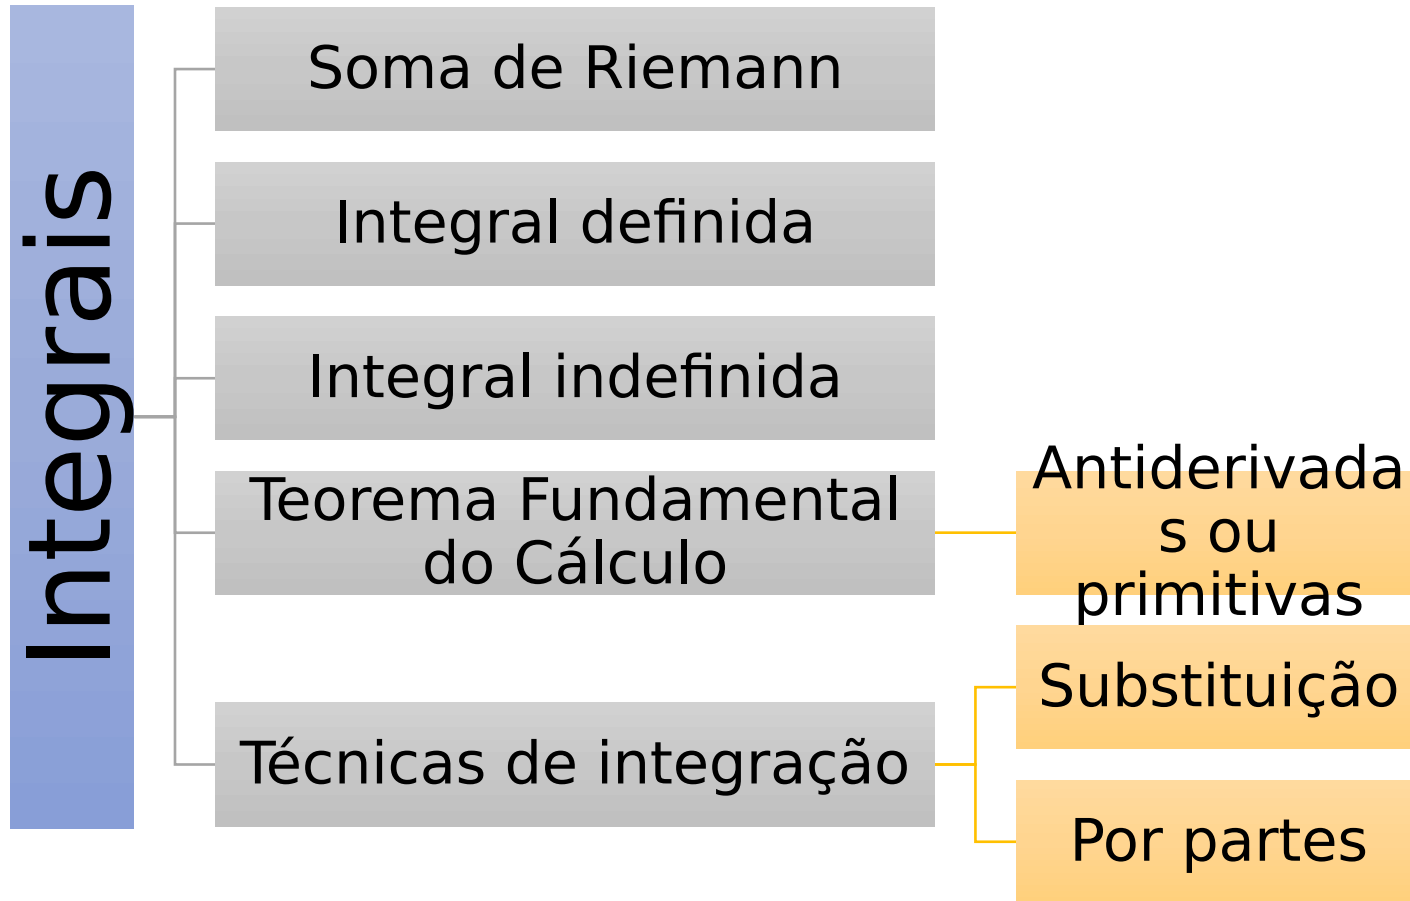 Integrais
Soma de Riemann
Integral definida
Integral indefinida
Teorema Fundamental
do Cálculo
Antiderivada
s ou
primitivas
Técnicas de integração
Substituição
Por partes